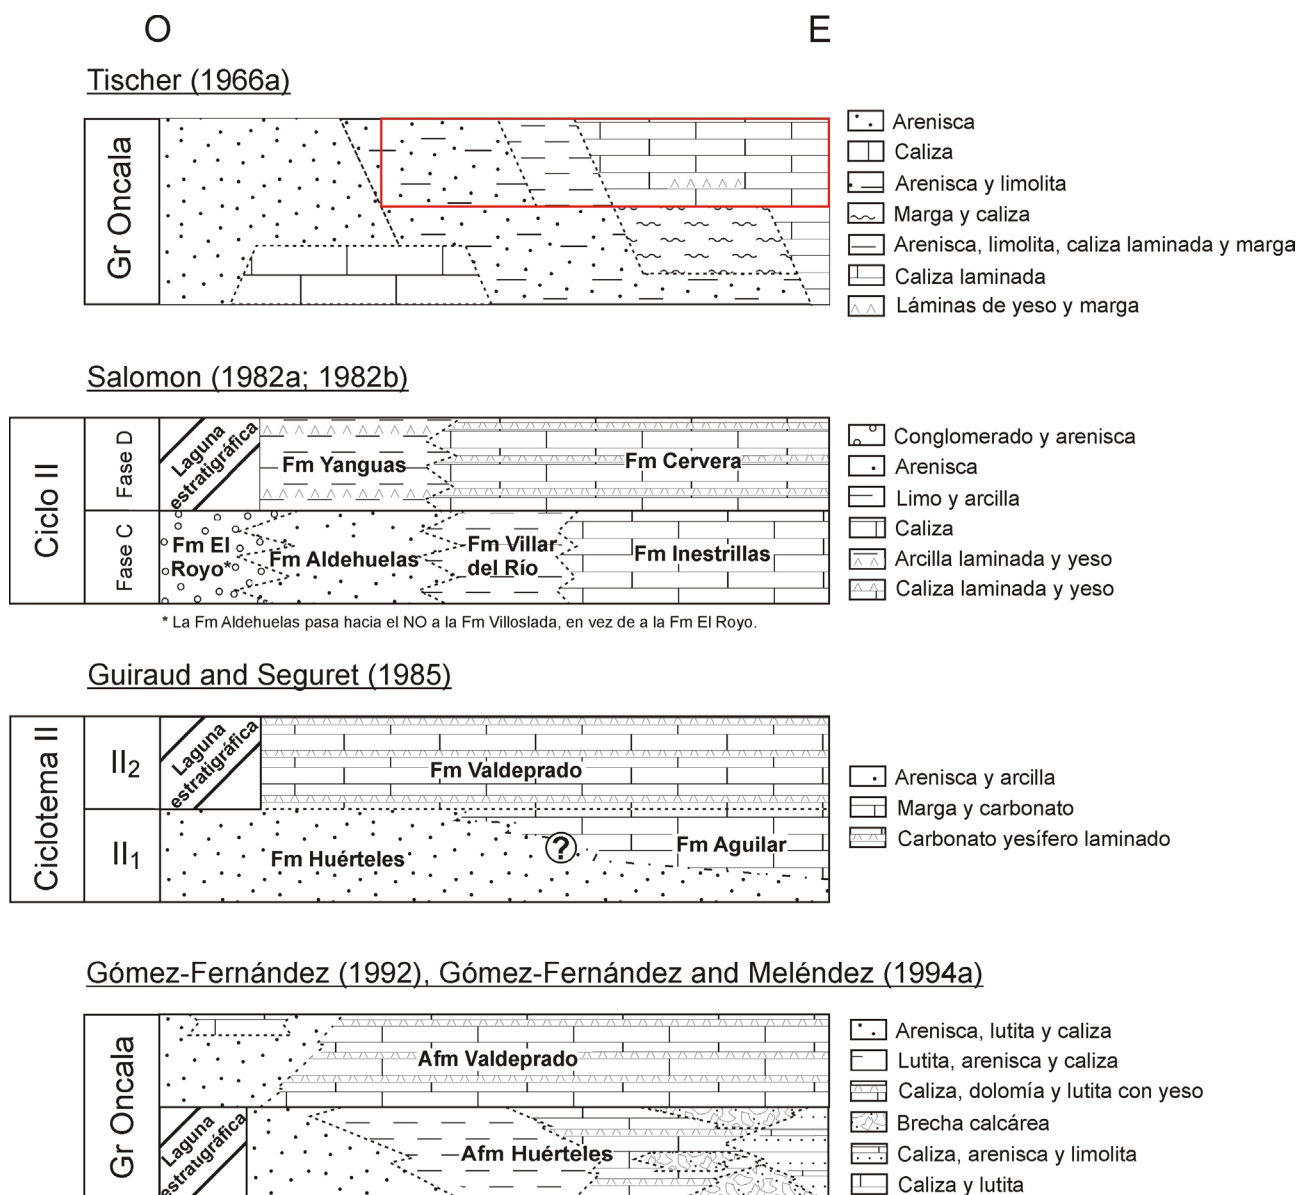 O
E
Tischer (1966a)
Gr Oncala
Arenisca
Caliza
Arenisca y limolita
Marga y caliza
Arenisca, limolita, caliza laminada y marga
Caliza laminada
Láminas de yeso y marga
Salomon (1982a; 1982b)
Ciclo II
Fase D
Laguna
estratigráfica
Fm Yanguas
Fm Cervera
Fase C
Fm El
Royo*
Fm Aldehuelas
Fm Villar
del Río
Fm Inestrillas
Conglomerado y arenisca
Arenisca
Limo y arcilla
Caliza
Arcilla laminada y yeso
Caliza laminada y yeso
* La Fm Aldehuelas pasa hacia el NO a la Fm Villoslada, en vez de a la Fm El Royo.
Guiraud and Seguret (1985)
Ciclotema II
II2
Laguna
estratigráfica
Fm Valdeprado
II1
Fm Huérteles
?
Fm Aguilar
Arenisca y arcilla
Marga y carbonato
Carbonato yesífero laminado
Gómez-Fernández (1992), Gómez-Fernández and Meléndez (1994a)
Gr Oncala
Afm Valdeprado
Laguna
estratigráfica
Afm Huérteles
Arenisca, lutita y caliza
Lutita, arenisca y caliza
Caliza, dolomía y lutita con yeso
Brecha calcárea
Caliza, arenisca y limolita
Caliza y lutita